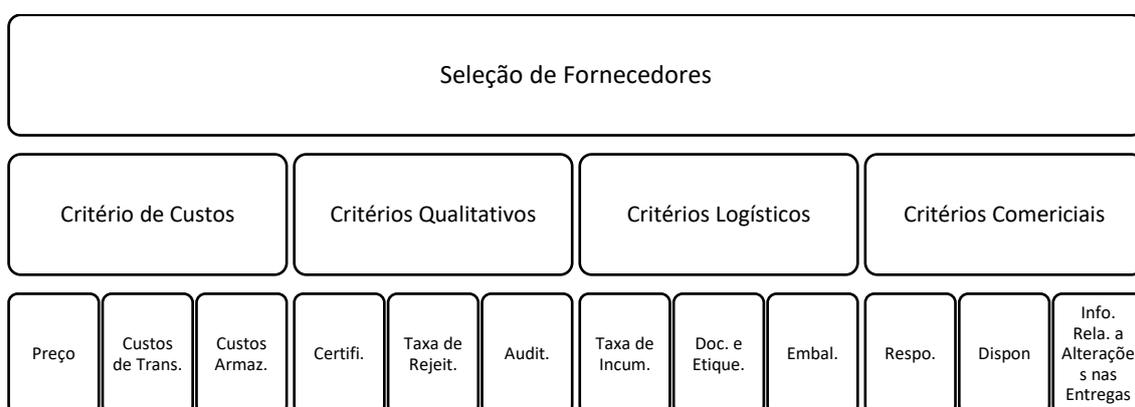 Seleção de Fornecedores
Critério de Custos
Critérios Qualitativos
Critérios Logísticos
Critérios Comericiais
Preço
Custos
de Trans.
Custos
Armaz.
Certifi.
Taxa de
Rejeit.
Audit.
Taxa de
Incum.
Doc. e
Etique.
Embal.
Respo.
Dispon
Info.
Rela. a
Alteraçõe
s nas
Entregas